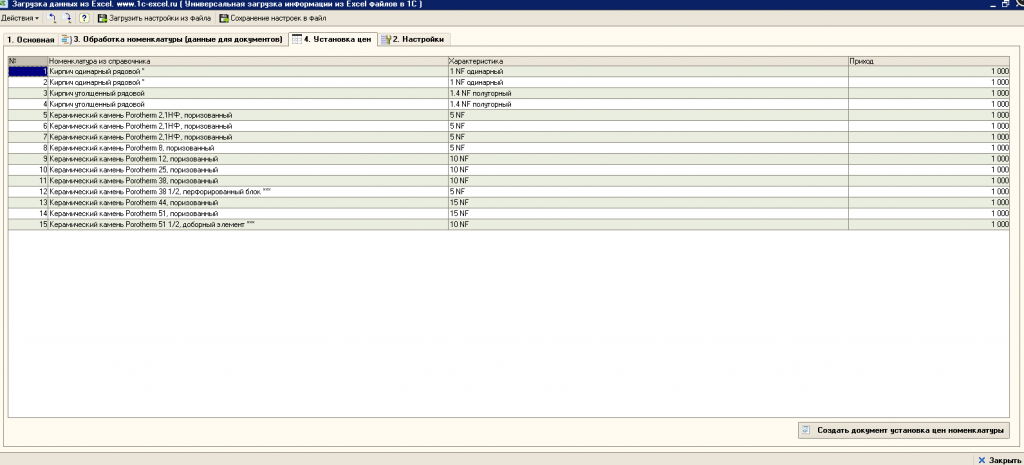 Загрузка данных из Excel. www.1c-excel.ru ( Универсальная загрузка информации из Excel файлов в 1С )
Действия ? Загрузить настройки из файла Сохранение настроек в файл
1. Основная 3. Обработка номенклатуры (данные для документов) 4. Установка цен 2. Настройки
№ Номенклатура из справочника Характеристика Приход
1 Кирпич одинарный рядовой * 1 NF одинарный 1 000
2 Кирпич одинарный рядовой * 1 NF одинарный 1 000
3 Кирпич утолщенный рядовой 1.4 NF полуторный 1 000
4 Кирпич утолщенный рядовой 1.4 NF полуторный 1 000
5 Керамический камень Porotherm 2,1НФ, поризованный 5 NF 1 000
6 Керамический камень Porotherm 2,1НФ, поризованный 5 NF 1 000
7 Керамический камень Porotherm 2,1НФ, поризованный 5 NF 1 000
8 Керамический камень Porotherm 8, поризованный 5 NF 1 000
9 Керамический камень Porotherm 12, поризованный 10 NF 1 000
10 Керамический камень Porotherm 25, поризованный 10 NF 1 000
11 Керамический камень Porotherm 38, поризованный 10 NF 1 000
12 Керамический камень Porotherm 38 1/2, перфорированный блок *** 5 NF 1 000
13 Керамический камень Porotherm 44, поризованный 15 NF 1 000
14 Керамический камень Porotherm 51, поризованный 15 NF 1 000
15 Керамический камень Porotherm 51 1/2, доборный элемент *** 10 NF 1 000
Создать документ установка цен номенклатуры
Закрыть